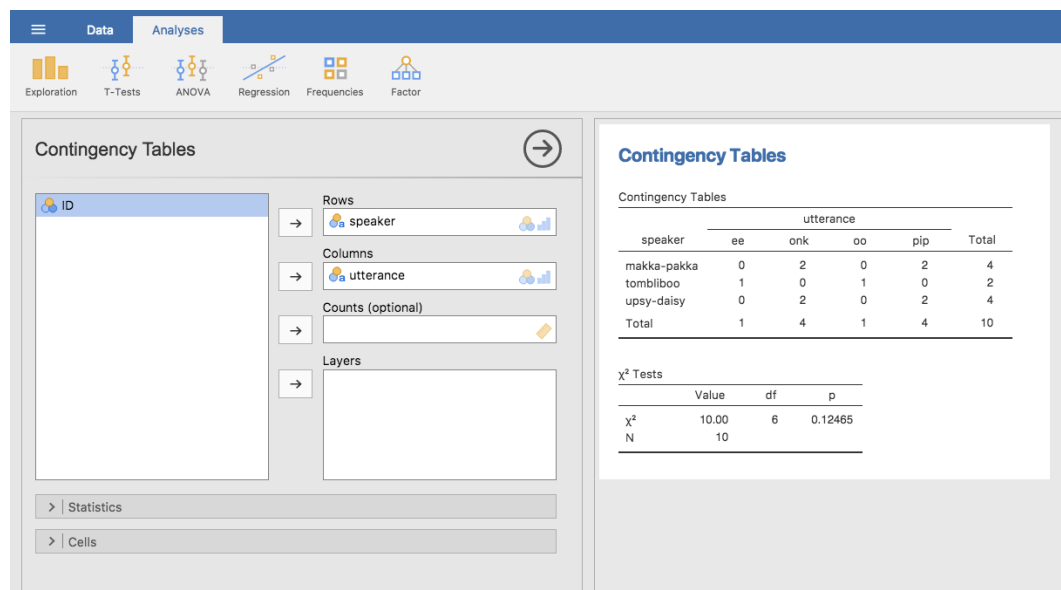 Data Analyses
Exploration T-Tests ANOVA Regression Frequencies Factor
Contingency Tables
ID
Rows
a speaker
Columns
a utterance
Counts (optional)
Layers
Statistics
Cells
Contingency Tables
Contingency Tables
utterance
speaker ee onk oo pip Total
makka-pakka 0 2 0 2 4
tombliboo 1 0 1 0 2
upsy-daisy 0 2 0 2 4
Total 1 4 1 4 10
χ² Tests
Value df p
χ² 10.00 6 0.12465
N 10